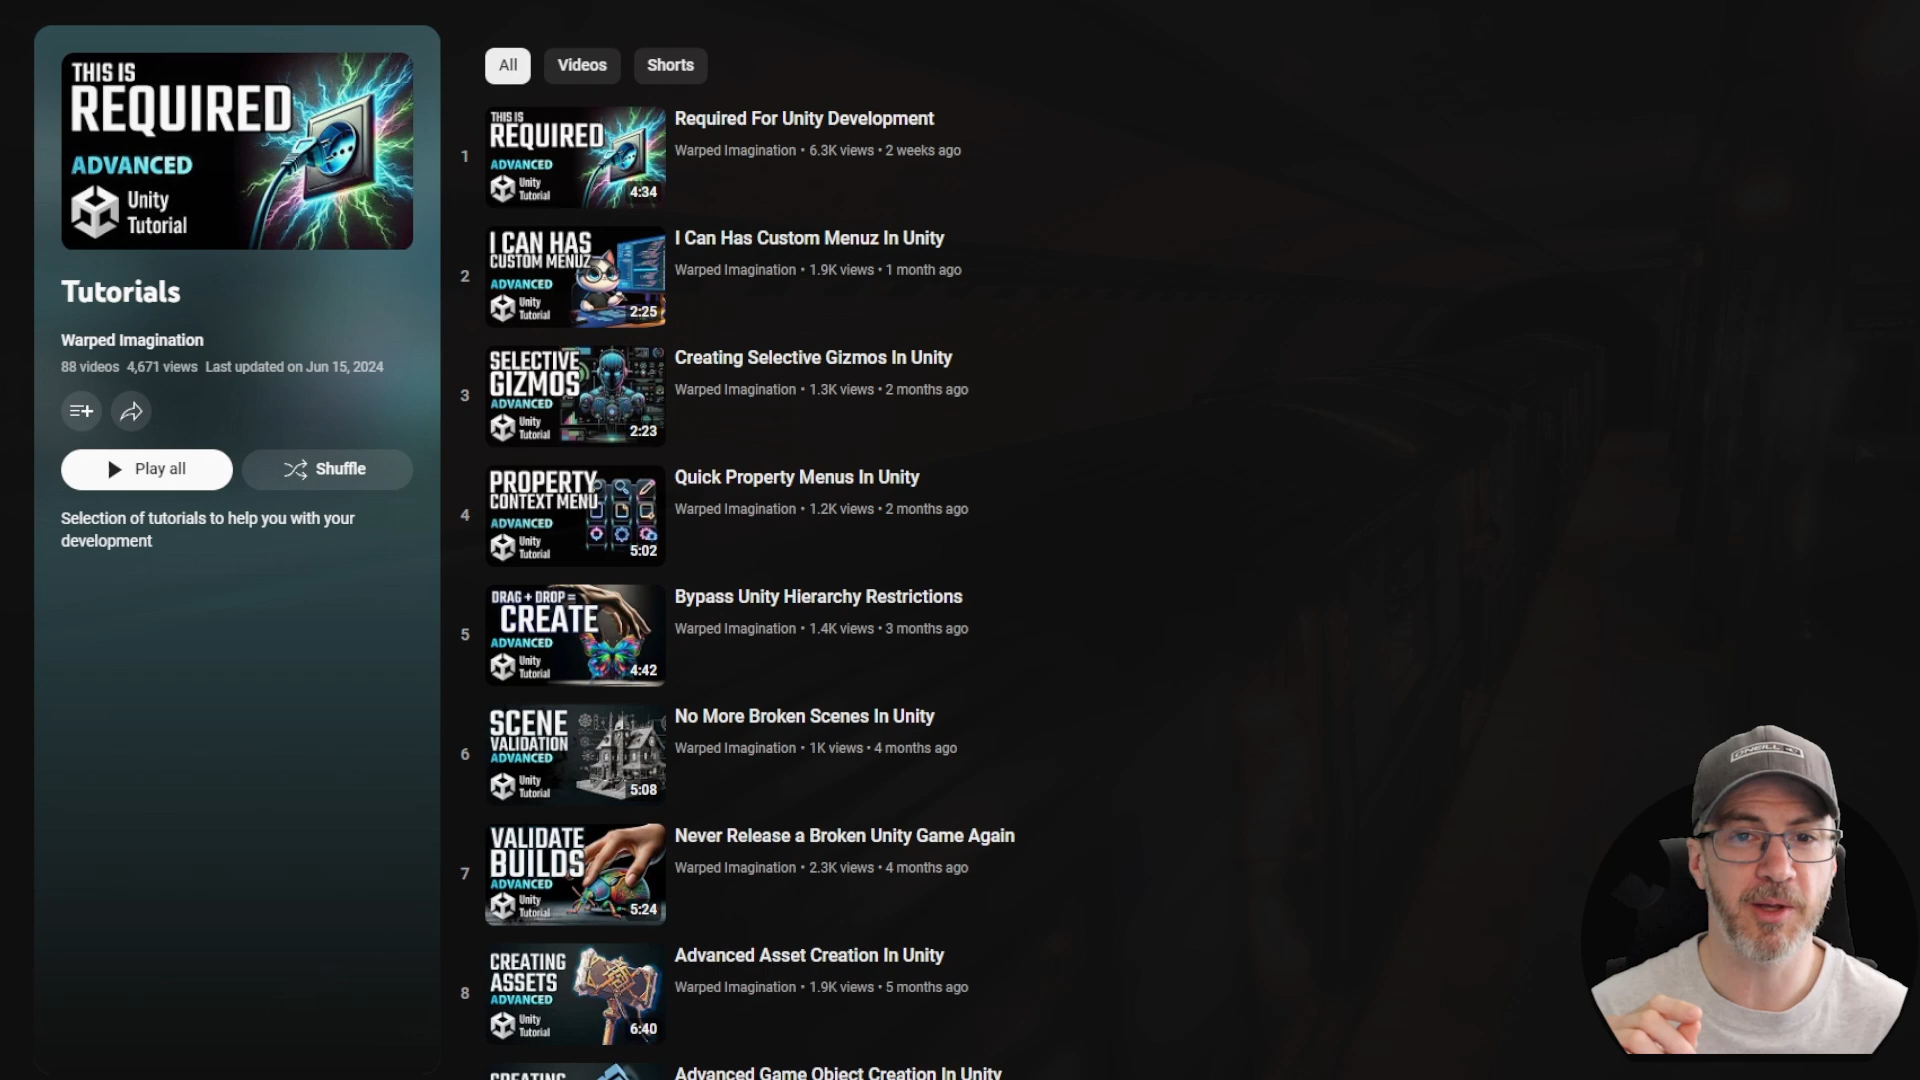 THIS IS
REQUIRED
ADVANCED
Unity
Tutorial
Tutorials
Warped Imagination
88 videos 4,671 views Last updated on Jun 15, 2024
Play all
Shuffle
Selection of tutorials to help you with your
development
All
Videos
Shorts
1
THIS IS
REQUIRED
ADVANCED
Unity
Tutorial
4:34
Required For Unity Development
Warped Imagination • 6.3K views • 2 weeks ago
2
I CAN HAS
CUSTOM MENUZ
ADVANCED
Unity
Tutorial
2:25
I Can Has Custom Menuz In Unity
Warped Imagination • 1.9K views • 1 month ago
3
SELECTIVE
GIZMOS
ADVANCED
Unity
Tutorial
2:23
Creating Selective Gizmos In Unity
Warped Imagination • 1.3K views • 2 months ago
4
PROPERTY
CONTEXT MENU
ADVANCED
Unity
Tutorial
5:02
Quick Property Menus In Unity
Warped Imagination • 1.2K views • 2 months ago
5
DRAG + DROP =
CREATE
ADVANCED
Unity
Tutorial
4:42
Bypass Unity Hierarchy Restrictions
Warped Imagination • 1.4K views • 3 months ago
6
SCENE
VALIDATION
ADVANCED
Unity
Tutorial
5:08
No More Broken Scenes In Unity
Warped Imagination • 1K views • 4 months ago
7
VALIDATE
BUILDS
ADVANCED
Unity
Tutorial
5:24
Never Release a Broken Unity Game Again
Warped Imagination • 2.3K views • 4 months ago
8
CREATING
ASSETS
ADVANCED
Unity
Tutorial
6:40
Advanced Asset Creation In Unity
Warped Imagination • 1.9K views • 5 months ago
CREATING
Advanced Game Object Creation In Unity
O'NEILL